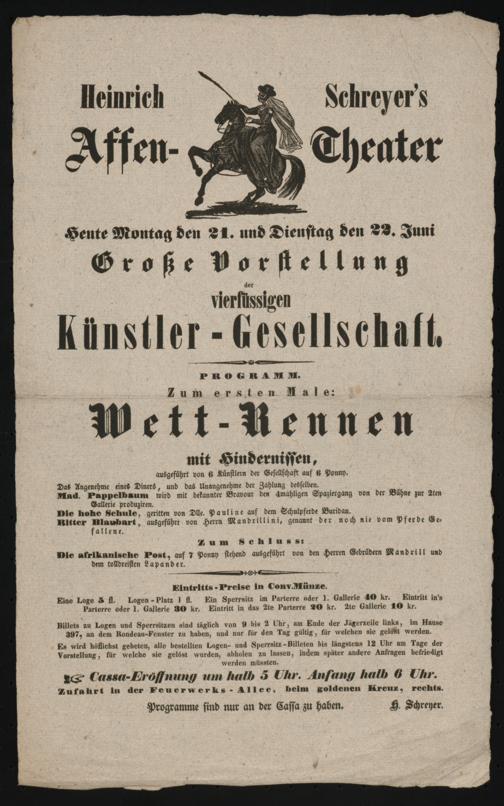 Heinrich Schreyer's
Affen-Theater
Heute Montag den 21. und Dienstag den 22. Juni
Große Vorstellung
der
vierfüssigen
Künstler-Gesellschaft.
PROGRAMM.
Zum ersten Male:
Wett-Rennen
mit Hindernissen,
ausgeführt von 6 Künstlern der Gesellschaft auf 6 Ponny.
Das Angenehme eines Diners, und das Unangenehme der Zahlung desselben.
Mad. Pappelbaum wird mit bekannter Bravour den 4mahligen Spaziergang von der Bühne zur 2ten
Gallerie produziren.
Die hohe Schule, geritten von Dlle. Pauline auf dem Schulpferde Buridan.
Ritter Blaubart, ausgeführt von Herrn Mandrillini, genannt der noch nie vom Pferde Ge-
fallene.
Zum Schluss:
Die afrikanische Post, auf 7 Ponny stehend ausgeführt von den Herren Gebrüdern Mandrill und
dem tolldreisten Lapander.
Eintritts-Preise in Conv.Münze.
Eine Loge 5 fl. Logen-Platz 1 fl. Ein Sperrsitz im Parterre oder 1. Gallerie 40 kr. Eintritt in's
Parterre oder 1. Gallerie 30 kr. Eintritt in das 2te Parterre 20 kr. 2te Gallerie 10 kr.
Billets zu Logen und Sperrsitzen sind täglich von 9 bis 2 Uhr, am Ende der Jägerzeile links, im Hause
397, an dem Rondeau-Fenster zu haben, und nur für den Tag gültig, für welchen sie gelöst werden.
Es wird höflichst gebeten, alle bestellten Logen- und Sperrsitz-Billeten bis längstens 12 Uhr am Tage der
Vorstellung, für welche sie gelöst wurden, abholen zu lassen, indem später andere Anfragen befriedigt
werden müssten.
Cassa-Eröffnung um halb 5 Uhr. Anfang halb 6 Uhr.
Zufahrt in der Feuerwerks-Allee, beim goldenen Kreuz, rechts.
Programme sind nur an der Cassa zu haben. H. Schreyer.